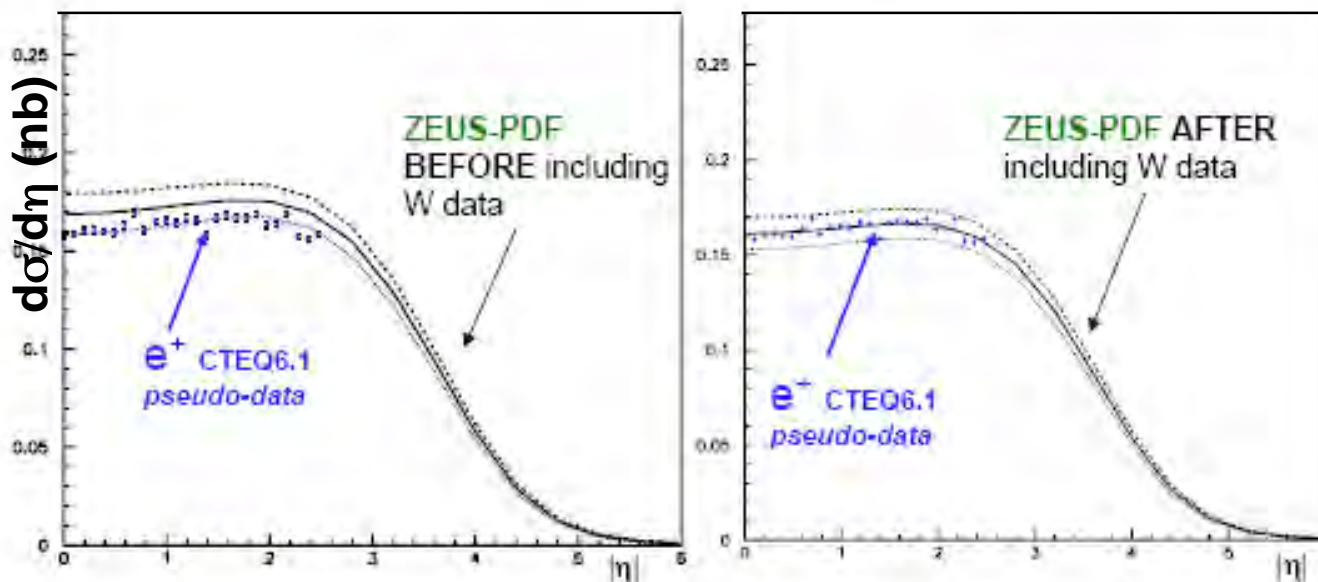 dσ/dη (nb)
0.25
0.2
0.1
0.05
0
0 1 2 3 4 5 6
|η|
ZEUS-PDF
BEFORE including
W data
e+ CTEQ6.1
pseudo-data
0.25
0.2
0.15
0.1
0.05
0
0 1 2 3 4 5
|η|
ZEUS-PDF AFTER
including W data
e+ CTEQ6.1
pseudo-data